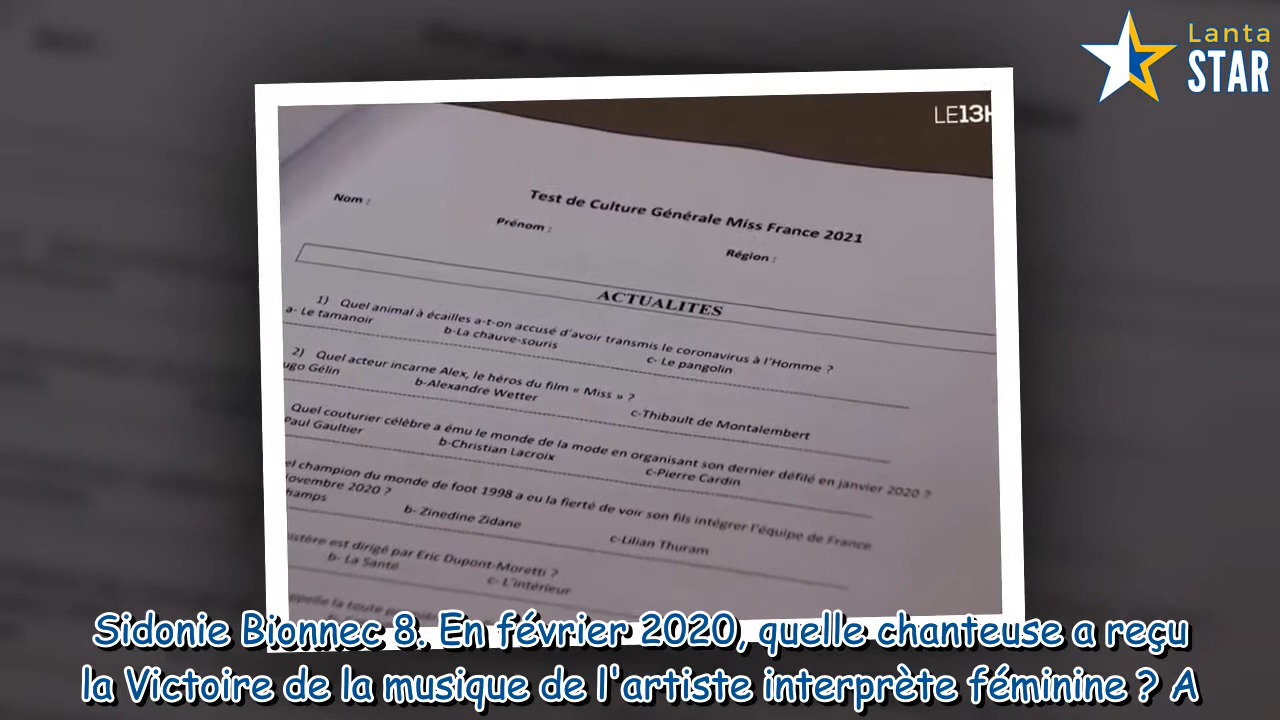 Lanta
STAR
LE13H
Test de Culture Générale Miss France 2021
Nom :
Prénom :
Région :
ACTUALITES
1) Quel animal à écailles a-t-on accusé d'avoir transmis le coronavirus à l'Homme ?
a- Le tamanoir b-La chauve-souris c- Le pangolin
2) Quel acteur incarne Alex, le héros du film « Miss » ?
ugo Gélin b-Alexandre Wetter c-Thibault de Montalembert
Quel couturier célèbre a ému le monde de la mode en organisant son dernier défilé en janvier 2020 ?
Paul Gaultier b-Christian Lacroix c-Pierre Cardin
el champion du monde de foot 1998 a eu la fierté de voir son fils intégrer l'équipe de France
novembre 2020 ?
hamps b- Zinedine Zidane c-Lilian Thuram
istère est dirigé par Eric Dupont-Moretti ?
b- La Santé c- L'intérieur
appelle la toute
Sidonie Bionnec 8. En février 2020, quelle chanteuse a reçu
la Victoire de la musique de l'artiste interprète féminine ? A